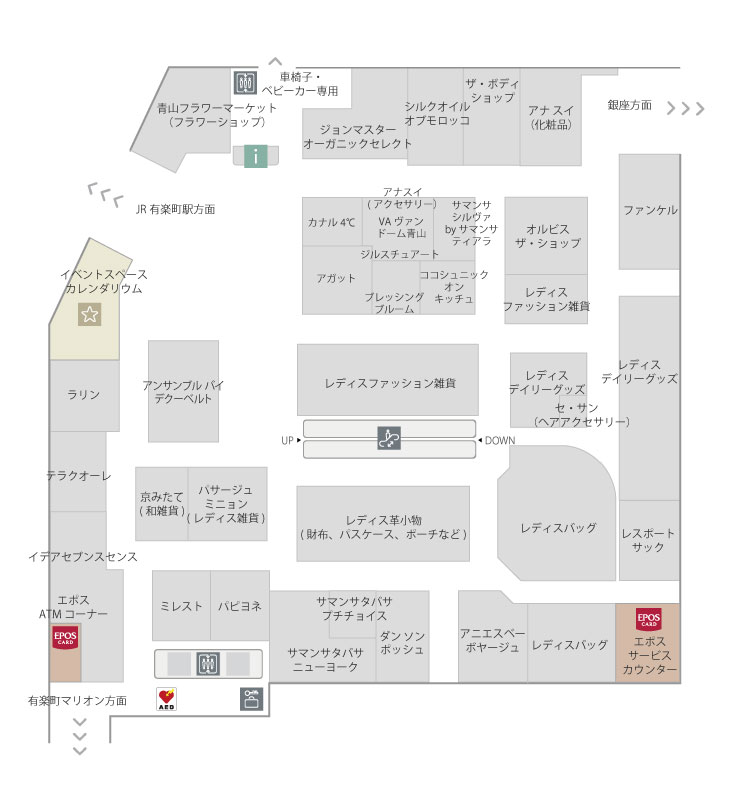 車椅子・
ベビーカー専用
青山フラワーマーケット
(フラワーショップ)
i
ジョンマスター
オーガニックセレクト
シルクオイル
オブモロッコ
ザ・ボディ
ショップ
アナ スイ
(化粧品)
銀座方面
JR 有楽町駅方面
カナル 4℃
アナスイ
(アクセサリー)
VA ヴァン
ドーム青山
サマンサ
シルヴァ
by サマンサ
ティアラ
ジルスチュアート
アガット
ブレッシング
ブルーム
ココシュニック
オン
キッチュ
オルビス
ザ・ショップ
レディス
ファッション雑貨
ファンケル
イベントスペース
カレンダリウム
ラリン
アンサンブル バイ
デクーベルト
レディスファッション雑貨
レディス
デイリーグッズ
セ・サン
(ヘアアクセサリー)
レディス
デイリーグッズ
UP
DOWN
テラクオーレ
京みたて
(和雑貨)
パサージュ
ミニョン
(レディス雑貨)
レディス革小物
(財布、パスケース、ポーチなど)
レディスバッグ
レスポート
サック
イデアセブンスセンス
エポス
ATM コーナー
EPOS
CARD
ミレスト
パピヨネ
サマンサタバサ
プチチョイス
サマンサタバサ
ニューヨーク
ダン ソン
ポッシュ
アニエスベー
ボヤージュ
レディスバッグ
EPOS
CARD
エポス
サービス
カウンター
有楽町マリオン方面
AED